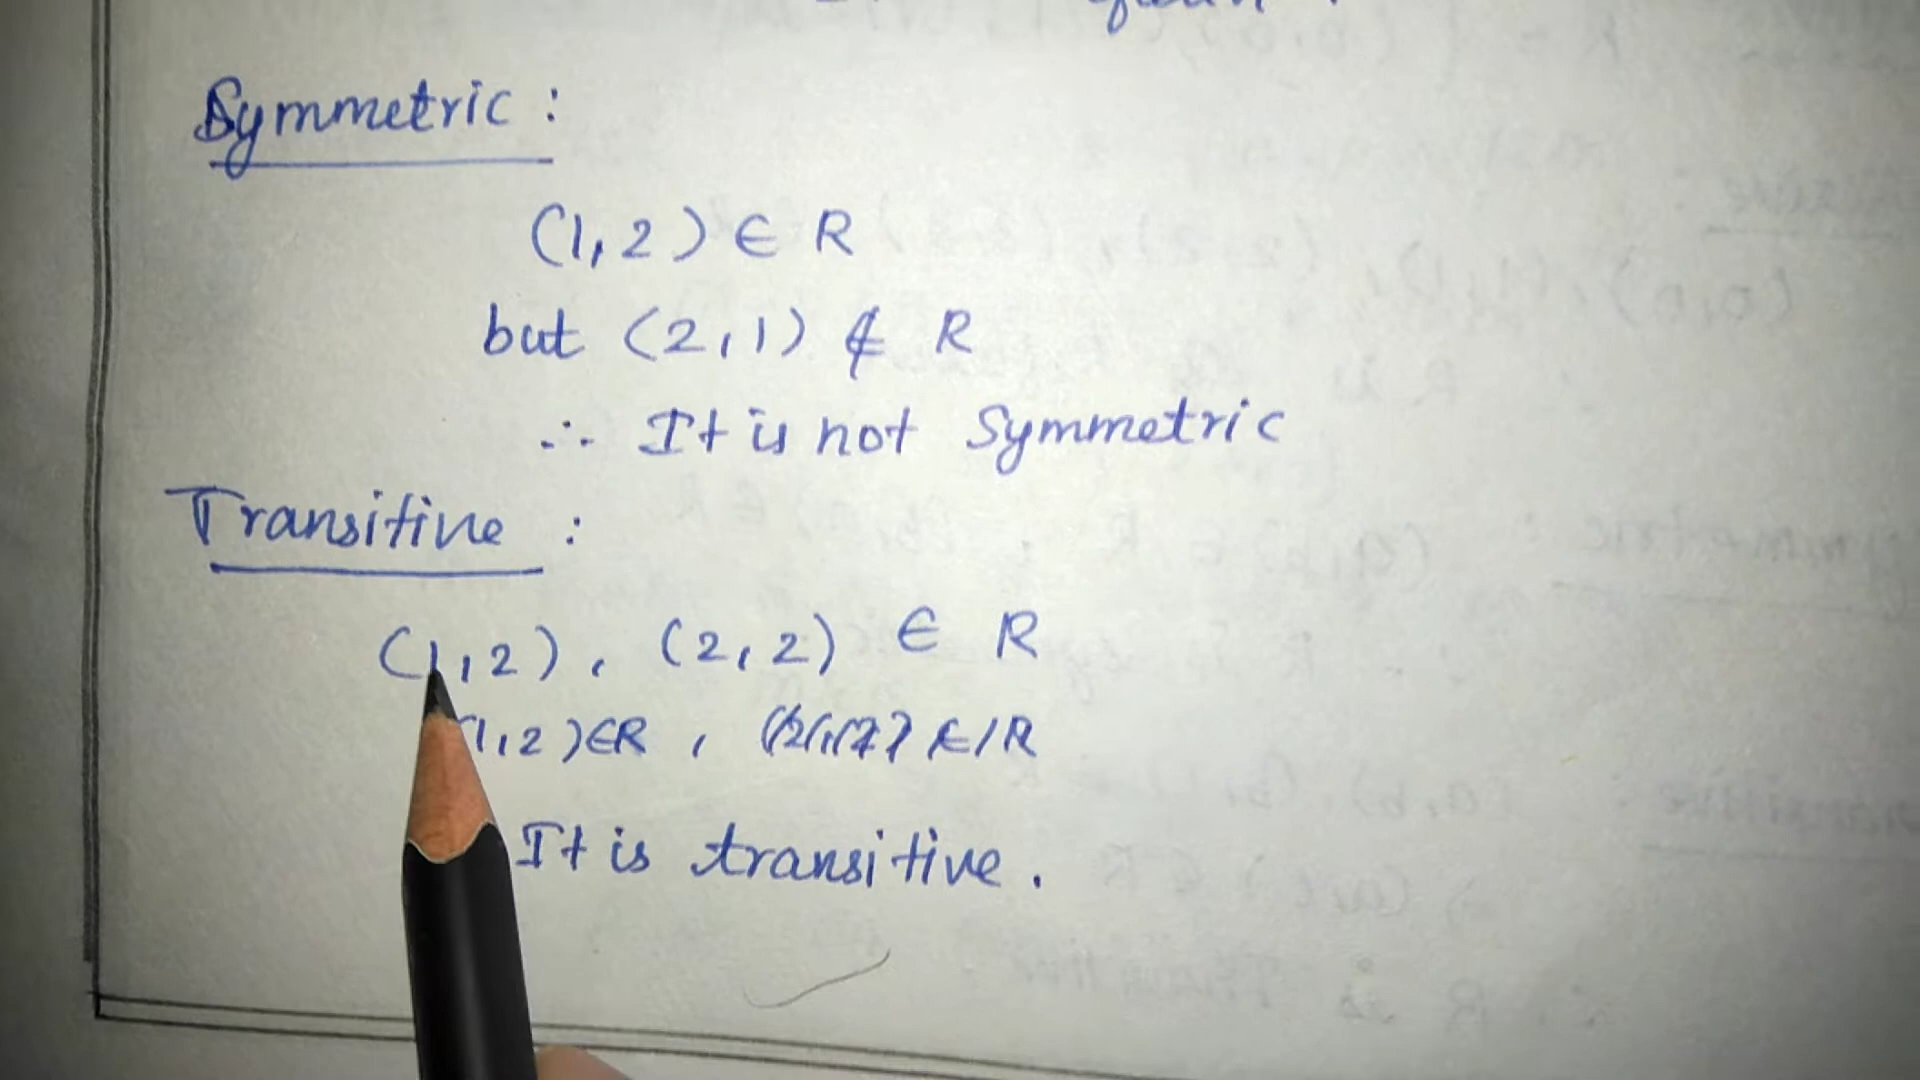 Symmetric :
(1,2) ∈ R
but (2,1) ∉ R
∴ It is not Symmetric
Transitive :
(1,2), (2,2) ∈ R
(1,2) ∈ R ,
It is transitive.